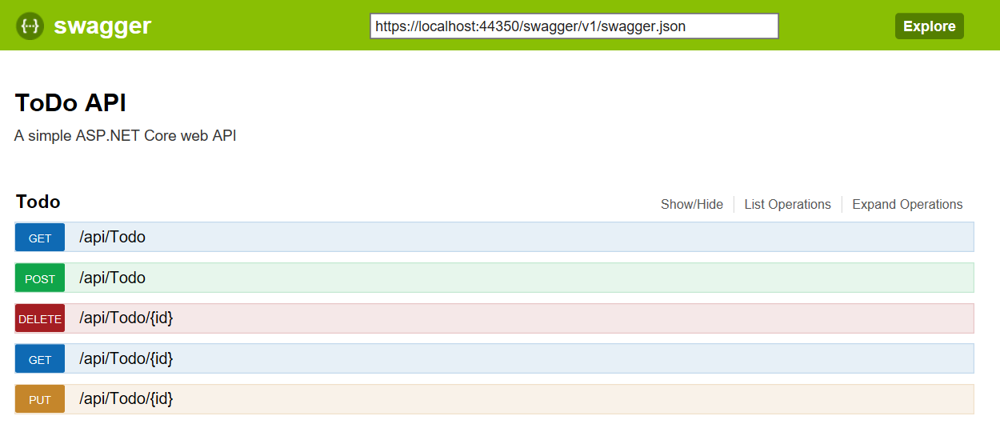 {···} swagger https://localhost:44350/swagger/v1/swagger.json Explore
ToDo API
A simple ASP.NET Core web API
Todo Show/Hide List Operations Expand Operations
GET /api/Todo
POST /api/Todo
DELETE /api/Todo/{id}
GET /api/Todo/{id}
PUT /api/Todo/{id}